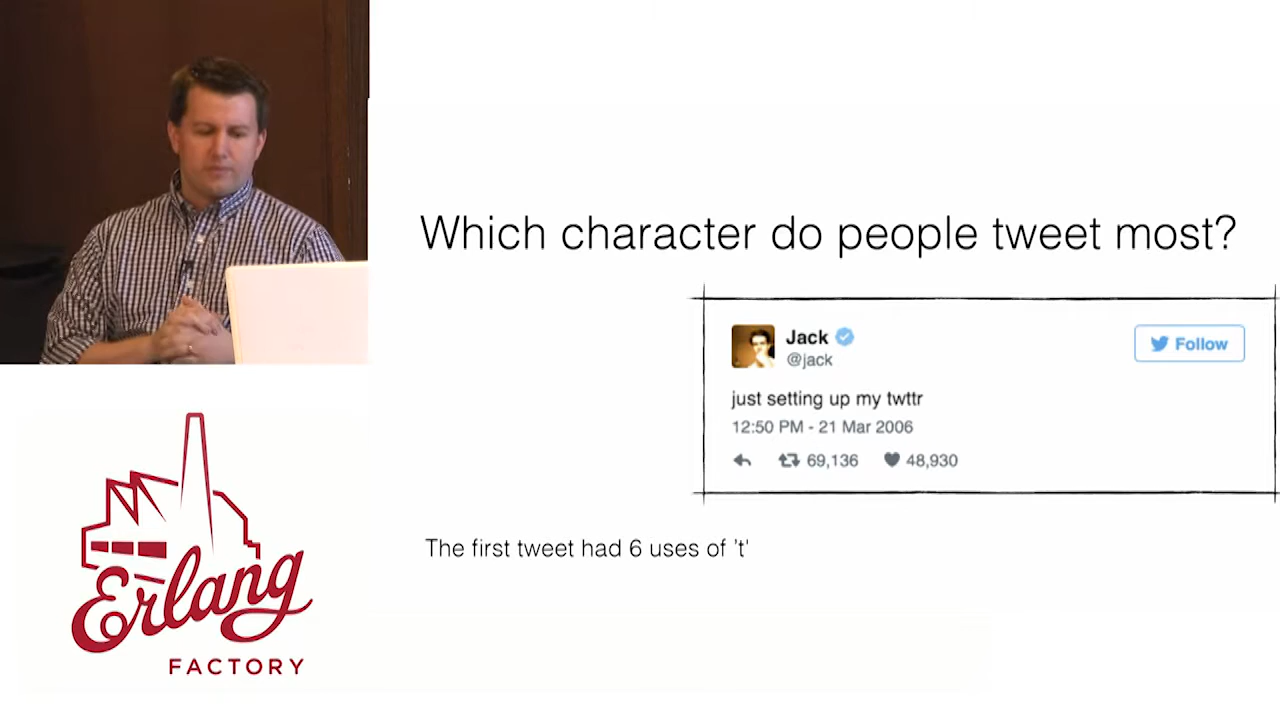 Which character do people tweet most?
Jack
@jack
Follow
just setting up my twttr
12:50 PM - 21 Mar 2006
69,136 48,930
The first tweet had 6 uses of 't'
Erlang
FACTORY